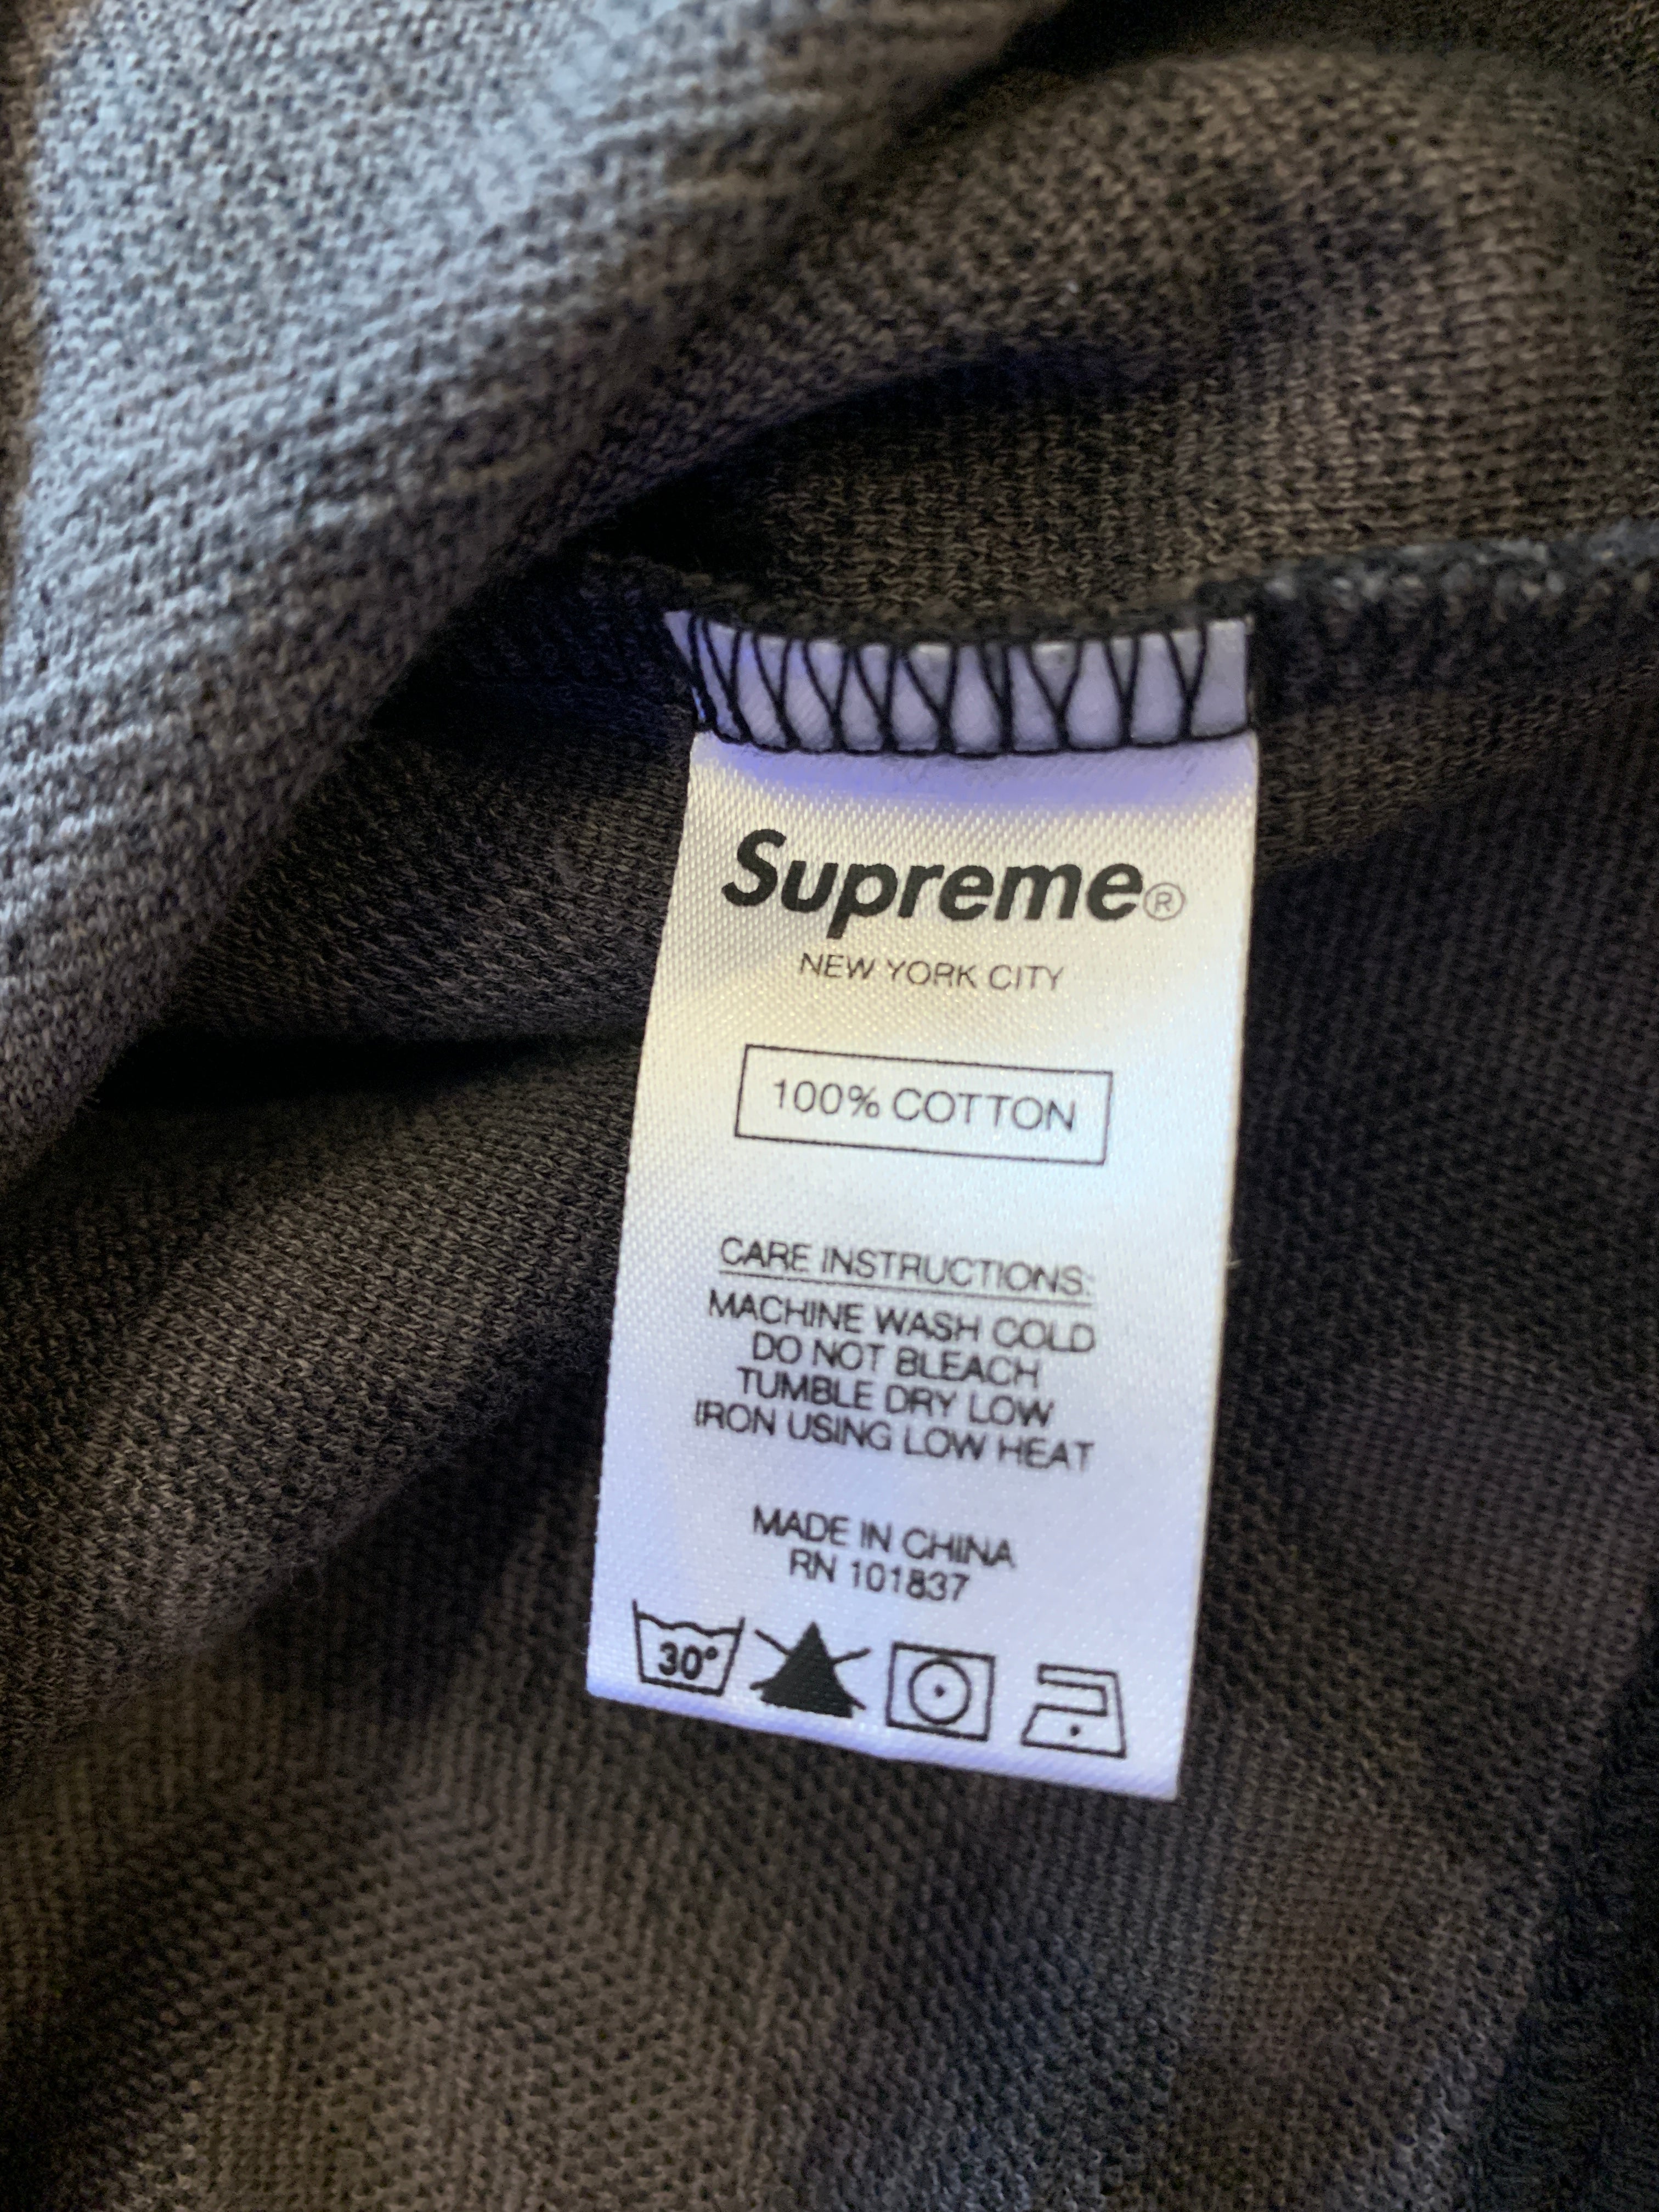 Supreme®
NEW YORK CITY
100% COTTON
CARE INSTRUCTIONS:
MACHINE WASH COLD
DO NOT BLEACH
TUMBLE DRY LOW
IRON USING LOW HEAT
MADE IN CHINA
RN 101837
30°